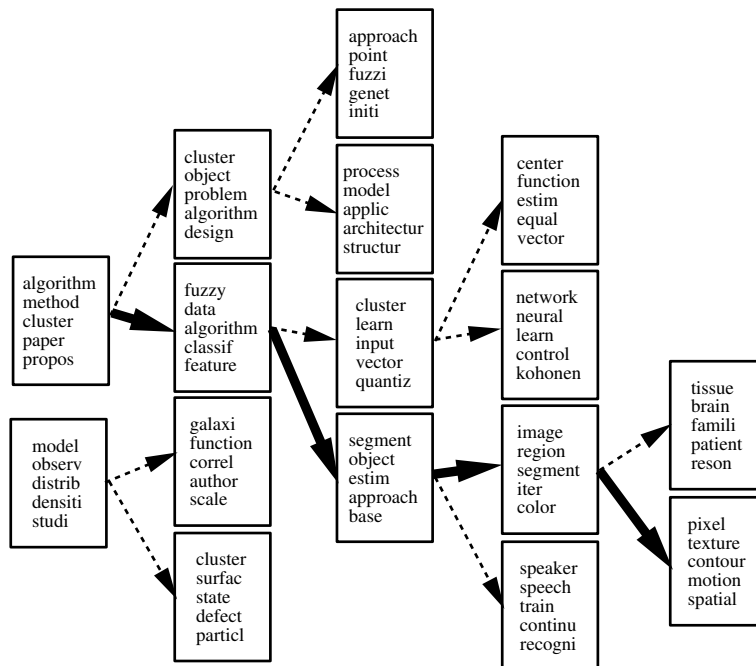 algorithm
method
cluster
paper
propos
model
observ
distrib
densiti
studi
cluster
object
problem
algorithm
design
fuzzy
data
algorithm
classif
feature
galaxi
function
correl
author
scale
cluster
surfac
state
defect
particl
approach
point
fuzzi
genet
initi
process
model
applic
architectur
structur
cluster
learn
input
vector
quantiz
segment
object
estim
approach
base
center
function
estim
equal
vector
network
neural
learn
control
kohonen
image
region
segment
iter
color
speaker
speech
train
continu
recogni
tissue
brain
famili
patient
reson
pixel
texture
contour
motion
spatial